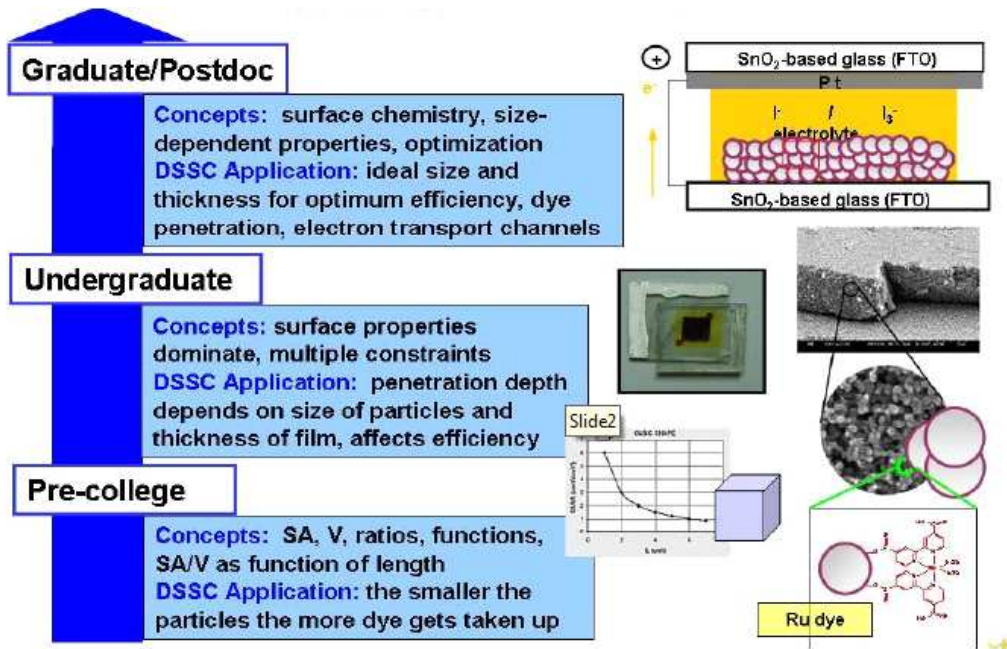 Graduate/Postdoc
Concepts: surface chemistry, size-
dependent properties, optimization
DSSC Application: ideal size and
thickness for optimum efficiency, dye
penetration, electron transport channels
Undergraduate
Concepts: surface properties
dominate, multiple constraints
DSSC Application: penetration depth
depends on size of particles and
thickness of film, affects efficiency
Pre-college
Concepts: SA, V, ratios, functions,
SA/V as function of length
DSSC Application: the smaller the
particles the more dye gets taken up
SnO₂-based glass (FTO)
+
Pt
e⁻
I⁻ / I₃⁻
electrolyte
SnO₂-based glass (FTO)
Slide2
Ru dye